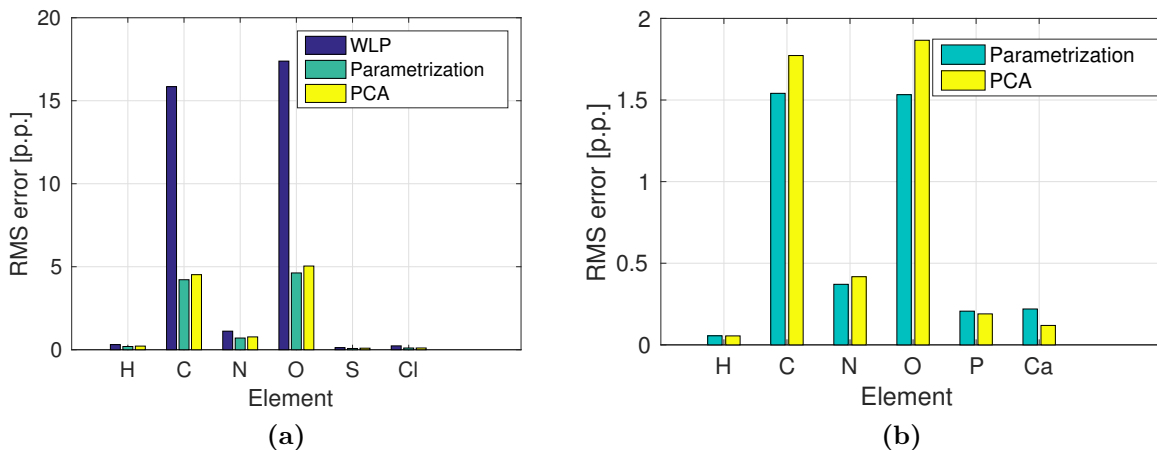 20
15
10
5
0
RMS error [p.p.]
WLP
Parametrization
PCA
H C N O S Cl
Element
(a)
2
1.5
1
0.5
0
RMS error [p.p.]
Parametrization
PCA
H C N O P Ca
Element
(b)